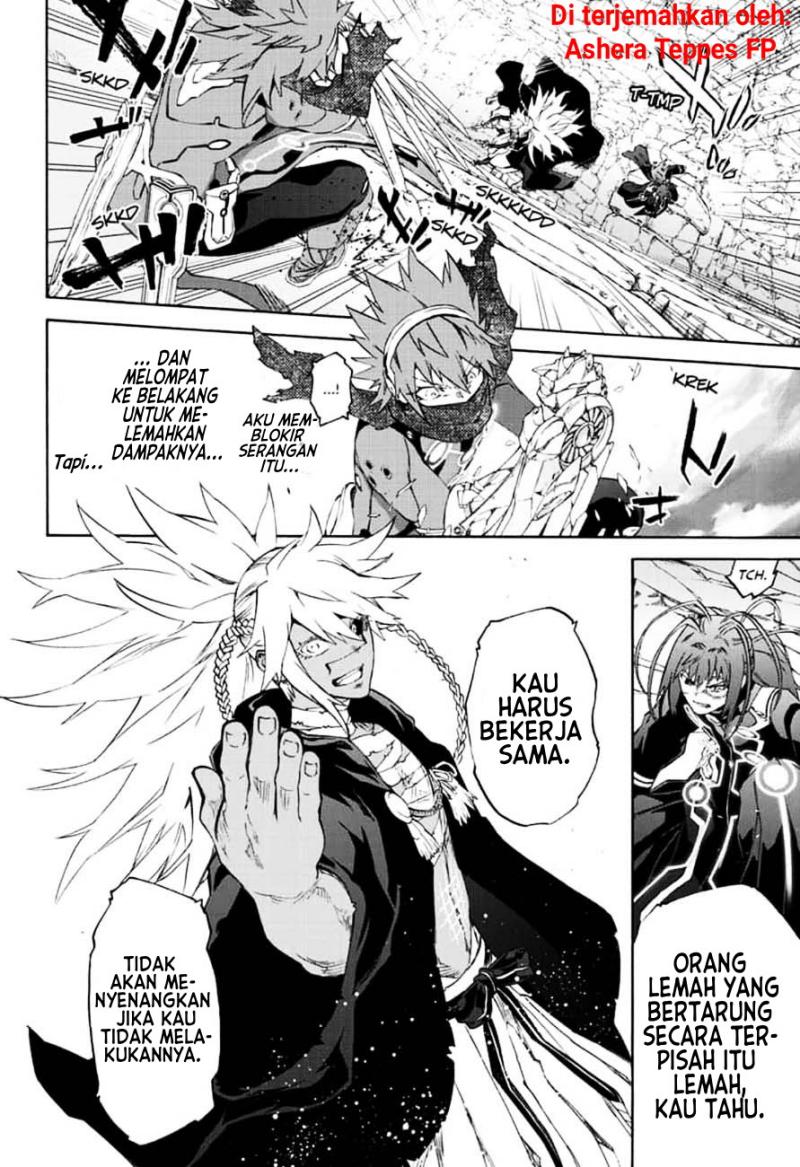 Di terjemahkan oleh:
Ashera Teppes FP
T-TMP
SKKKKDD
SKKD
SKKD
SKKD
SKKD
KREK
....!
AKU MEM-
BLOKIR
SERANGAN
ITU...
... DAN
MELOMPAT
KE BELAKANG
UNTUK ME-
LEMAHKAN
DAMPAKNYA...
Tapi...
TCH.
ORANG
LEMAH YANG
BERTARUNG
SECARA TER-
PISAH ITU
LEMAH,
KAU TAHU.
KAU
HARUS
BEKERJA
SAMA.
TIDAK
AKAN ME-
NYENANGKAN
JIKA KAU
TIDAK MELA-
KUKANNYA.